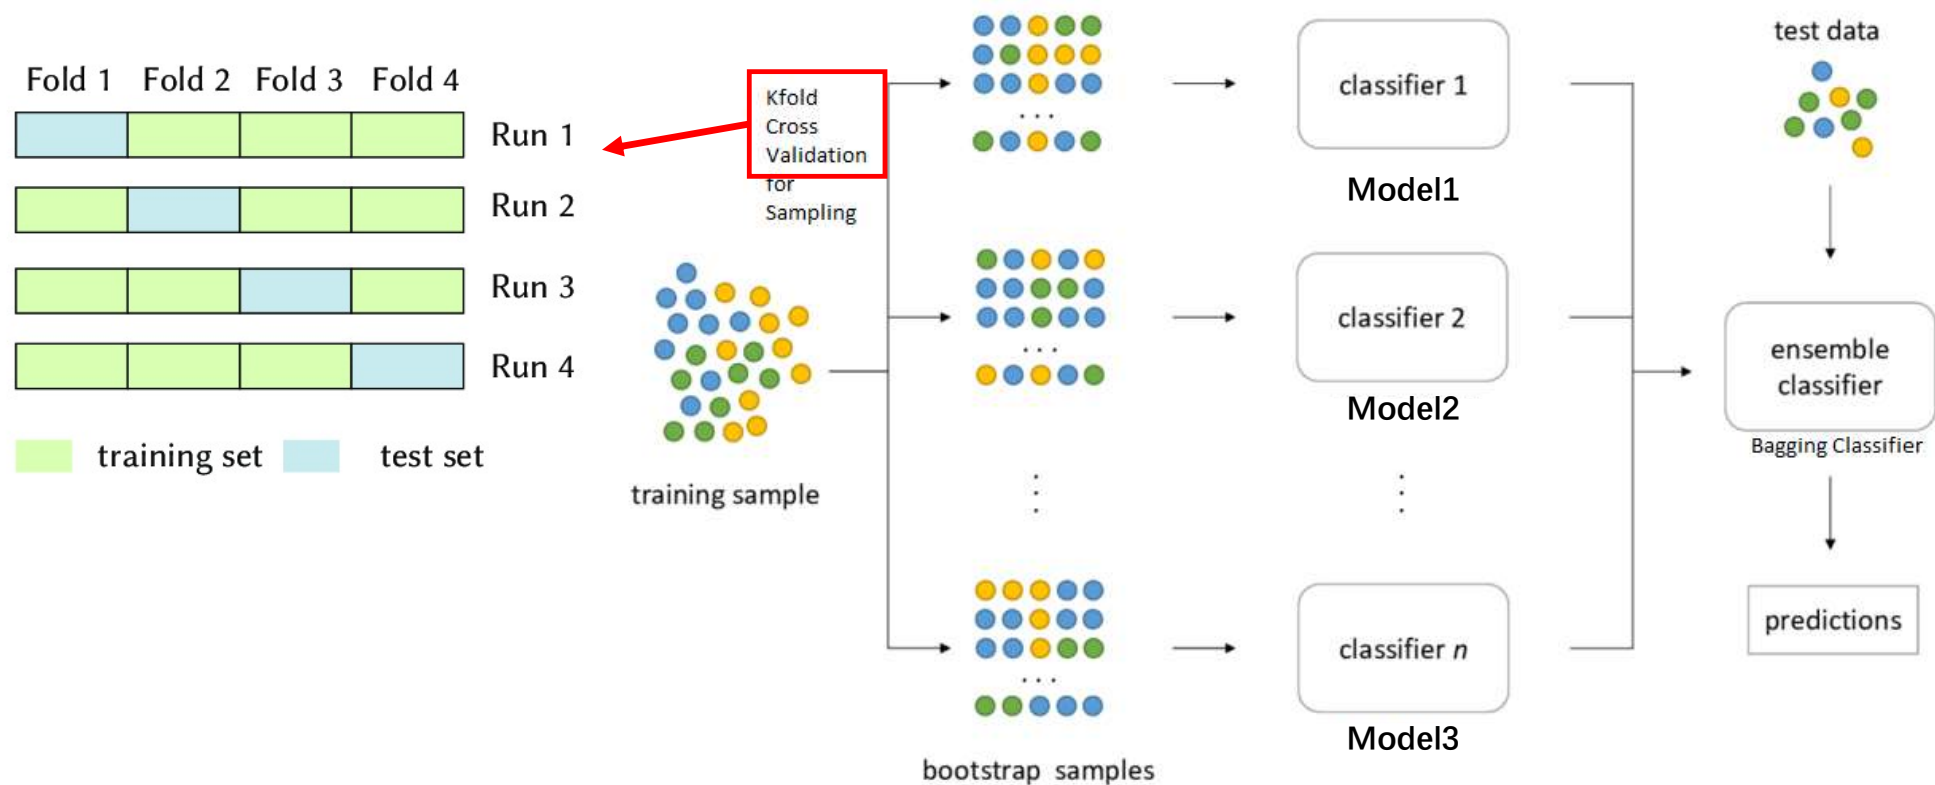 Fold 1 Fold 2 Fold 3 Fold 4
Run 1
Run 2
Run 3
Run 4
training set test set
Kfold
Cross
Validation
for
Sampling
training sample
...
...
...
...
bootstrap samples
classifier 1
Model1
classifier 2
Model2
...
classifier n
Model3
test data
ensemble
classifier
Bagging Classifier
predictions